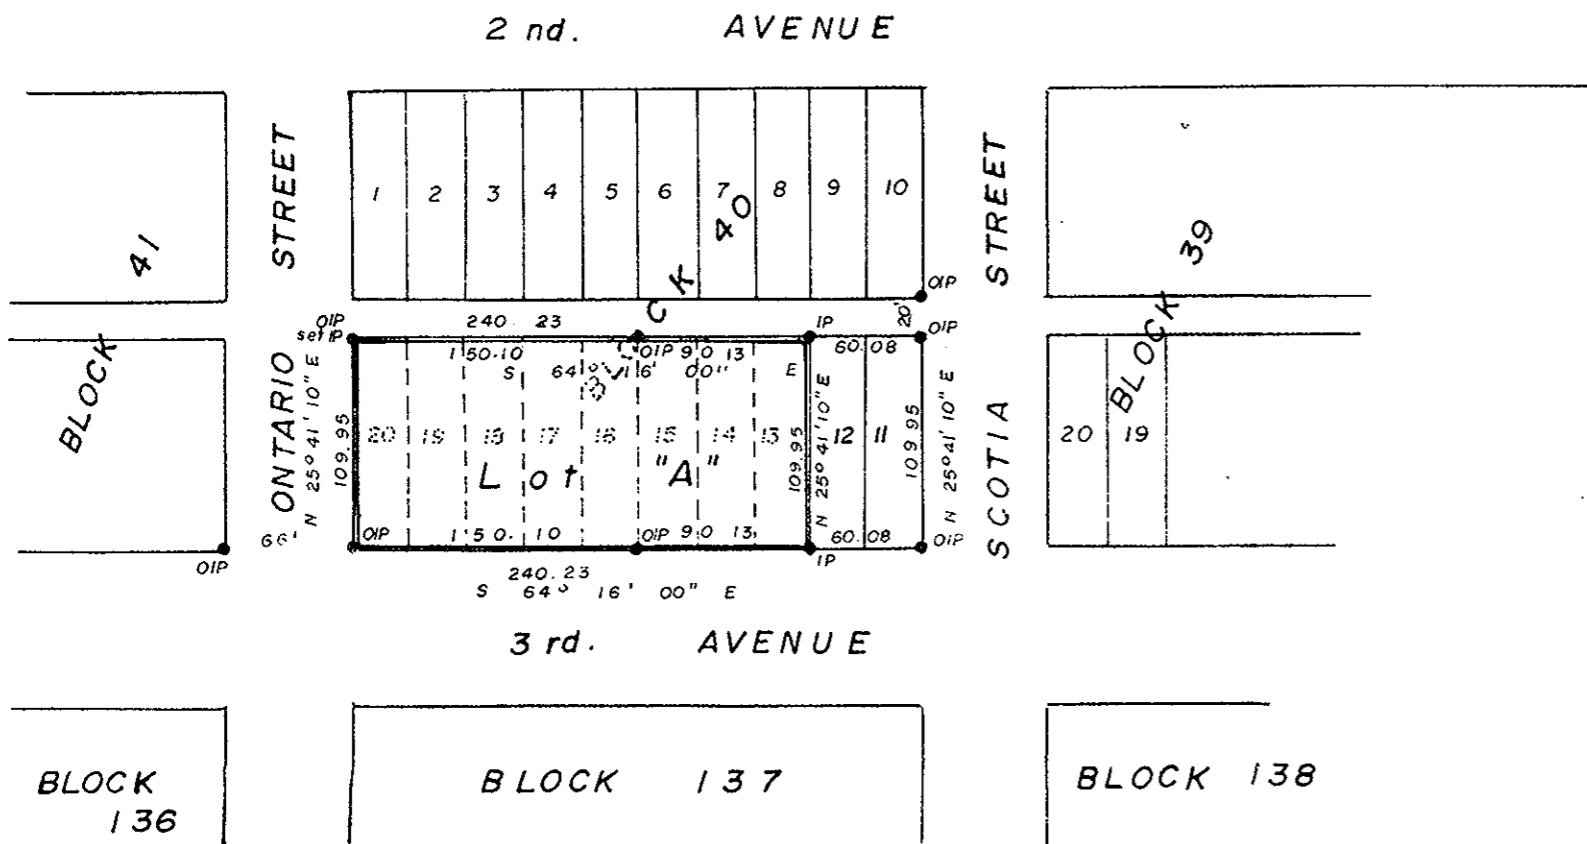 2 nd. AVENUE
STREET
STREET
1 2 3 4 5 6 7 8 9 10
BLOCK 41
BLOCK 40
BLOCK 39
OIP
20'
OIP
set IP
240.23
IP
OIP
150.10
OIP
90.13
60.08
S 64° 16' 00" E
ONTARIO
N 25° 41' 10" E
109.95
20 19 18 17 16 15 14 13 12 11
109.95
N 25° 41' 10" E
109.95
N 25° 41' 10" E
SCOTIA
20 19
Lot "A"
66'
OIP
OIP
150.10
OIP
90.13
60.08
IP
OIP
240.23
S 64° 16' 00" E
3 rd. AVENUE
BLOCK 136
BLOCK 137
BLOCK 138